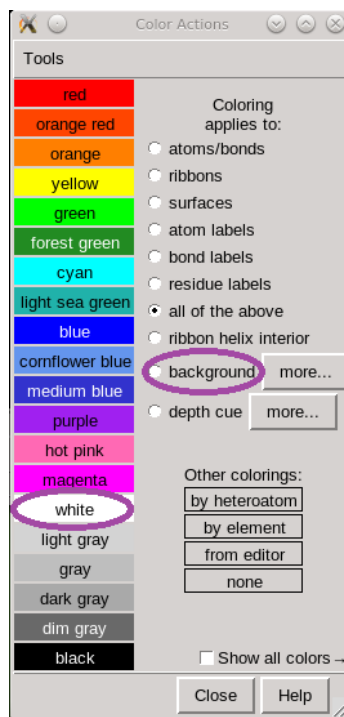 Color Actions
Tools
red
orange red
orange
yellow
green
forest green
cyan
light sea green
blue
cornflower blue
medium blue
purple
hot pink
magenta
white
light gray
gray
dark gray
dim gray
black
Coloring
applies to:
atoms/bonds
ribbons
surfaces
atom labels
bond labels
residue labels
all of the above
ribbon helix interior
background more...
depth cue more...
Other colorings:
by heteroatom
by element
from editor
none
Show all colors→
Close Help